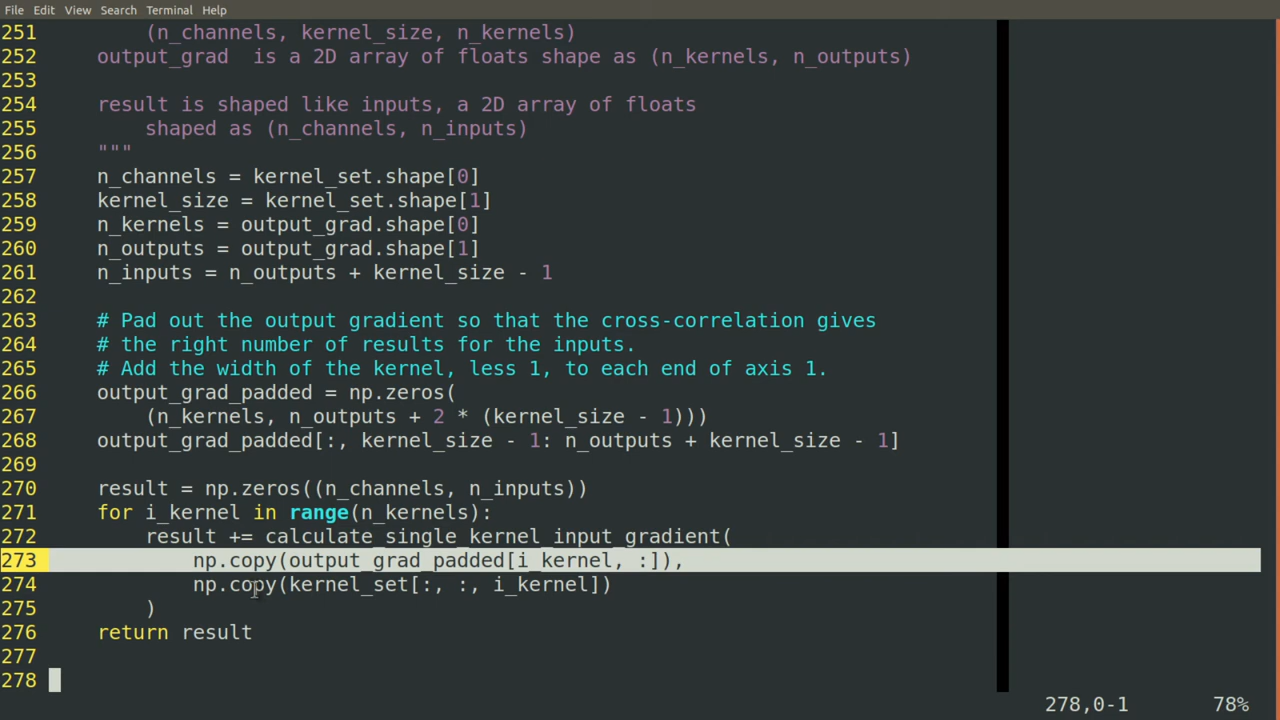 File Edit View Search Terminal Help
251 (n_channels, kernel_size, n_kernels)
252 output_grad is a 2D array of floats shape as (n_kernels, n_outputs)
253
254 result is shaped like inputs, a 2D array of floats
255 shaped as (n_channels, n_inputs)
256 """
257 n_channels = kernel_set.shape[0]
258 kernel_size = kernel_set.shape[1]
259 n_kernels = output_grad.shape[0]
260 n_outputs = output_grad.shape[1]
261 n_inputs = n_outputs + kernel_size - 1
262
263 # Pad out the output gradient so that the cross-correlation gives
264 # the right number of results for the inputs.
265 # Add the width of the kernel, less 1, to each end of axis 1.
266 output_grad_padded = np.zeros(
267 (n_kernels, n_outputs + 2 * (kernel_size - 1)))
268 output_grad_padded[:, kernel_size - 1: n_outputs + kernel_size - 1]
269
270 result = np.zeros((n_channels, n_inputs))
271 for i_kernel in range(n_kernels):
272 result += calculate_single_kernel_input_gradient(
273 np.copy(output_grad_padded[i_kernel, :]),
274 np.copy(kernel_set[:, :, i_kernel])
275 )
276 return result
277
278
278,0-1 78%